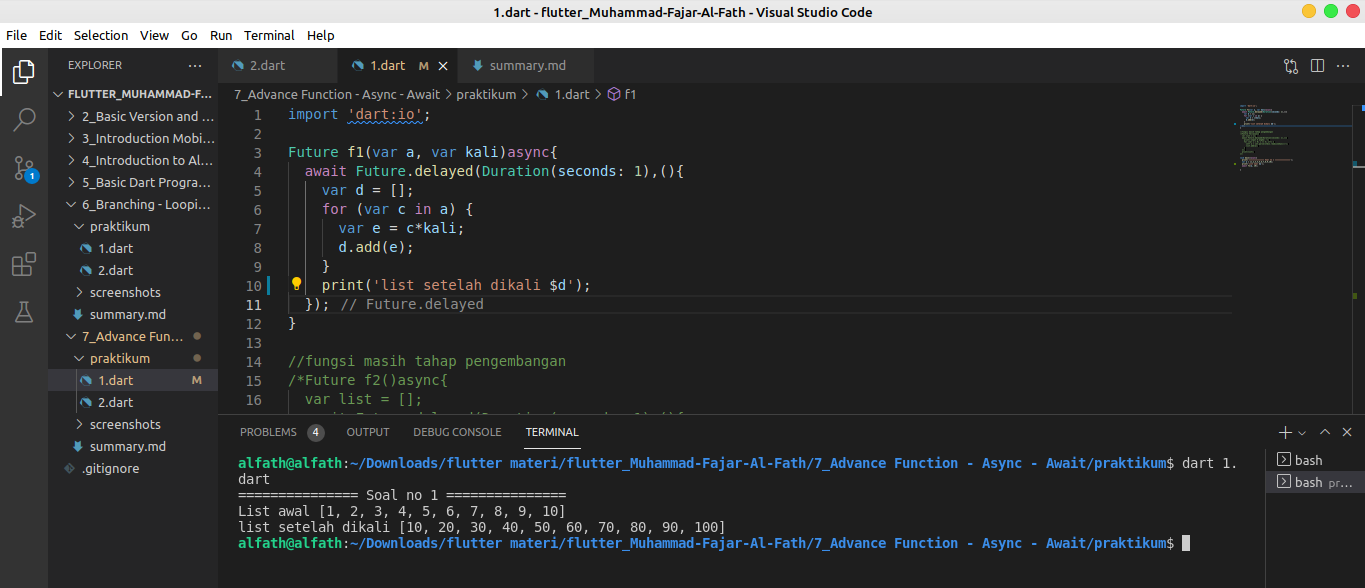 1.dart - flutter_Muhammad-Fajar-Al-Fath - Visual Studio Code
File Edit Selection View Go Run Terminal Help
EXPLORER ···
FLUTTER_MUHAMMAD-F...
2_Basic Version and ...
3_Introduction Mobi...
4_Introduction to Al...
5_Basic Dart Progra...
6_Branching - Loopi...
praktikum
1.dart
2.dart
screenshots
summary.md
7_Advance Fun...
praktikum
1.dart M
2.dart
screenshots
summary.md
.gitignore
1
2.dart 1.dart M summary.md
7_Advance Function - Async - Await > praktikum > 1.dart > f1
1 import 'dart:io';
2
3 Future f1(var a, var kali)async{
4 await Future.delayed(Duration(seconds: 1),(){
5 var d = [];
6 for (var c in a) {
7 var e = c*kali;
8 d.add(e);
9 }
10 print('list setelah dikali $d');
11 }); // Future.delayed
12 }
13
14 //fungsi masih tahap pengembangan
15 /*Future f2()async{
16 var list = [];
PROBLEMS 4 OUTPUT DEBUG CONSOLE TERMINAL
alfath@alfath:~/Downloads/flutter materi/flutter_Muhammad-Fajar-Al-Fath/7_Advance Function - Async - Await/praktikum$ dart 1.
dart
=============== Soal no 1 ===============
List awal [1, 2, 3, 4, 5, 6, 7, 8, 9, 10]
list setelah dikali [10, 20, 30, 40, 50, 60, 70, 80, 90, 100]
alfath@alfath:~/Downloads/flutter materi/flutter_Muhammad-Fajar-Al-Fath/7_Advance Function - Async - Await/praktikum$
bash
bash pr...